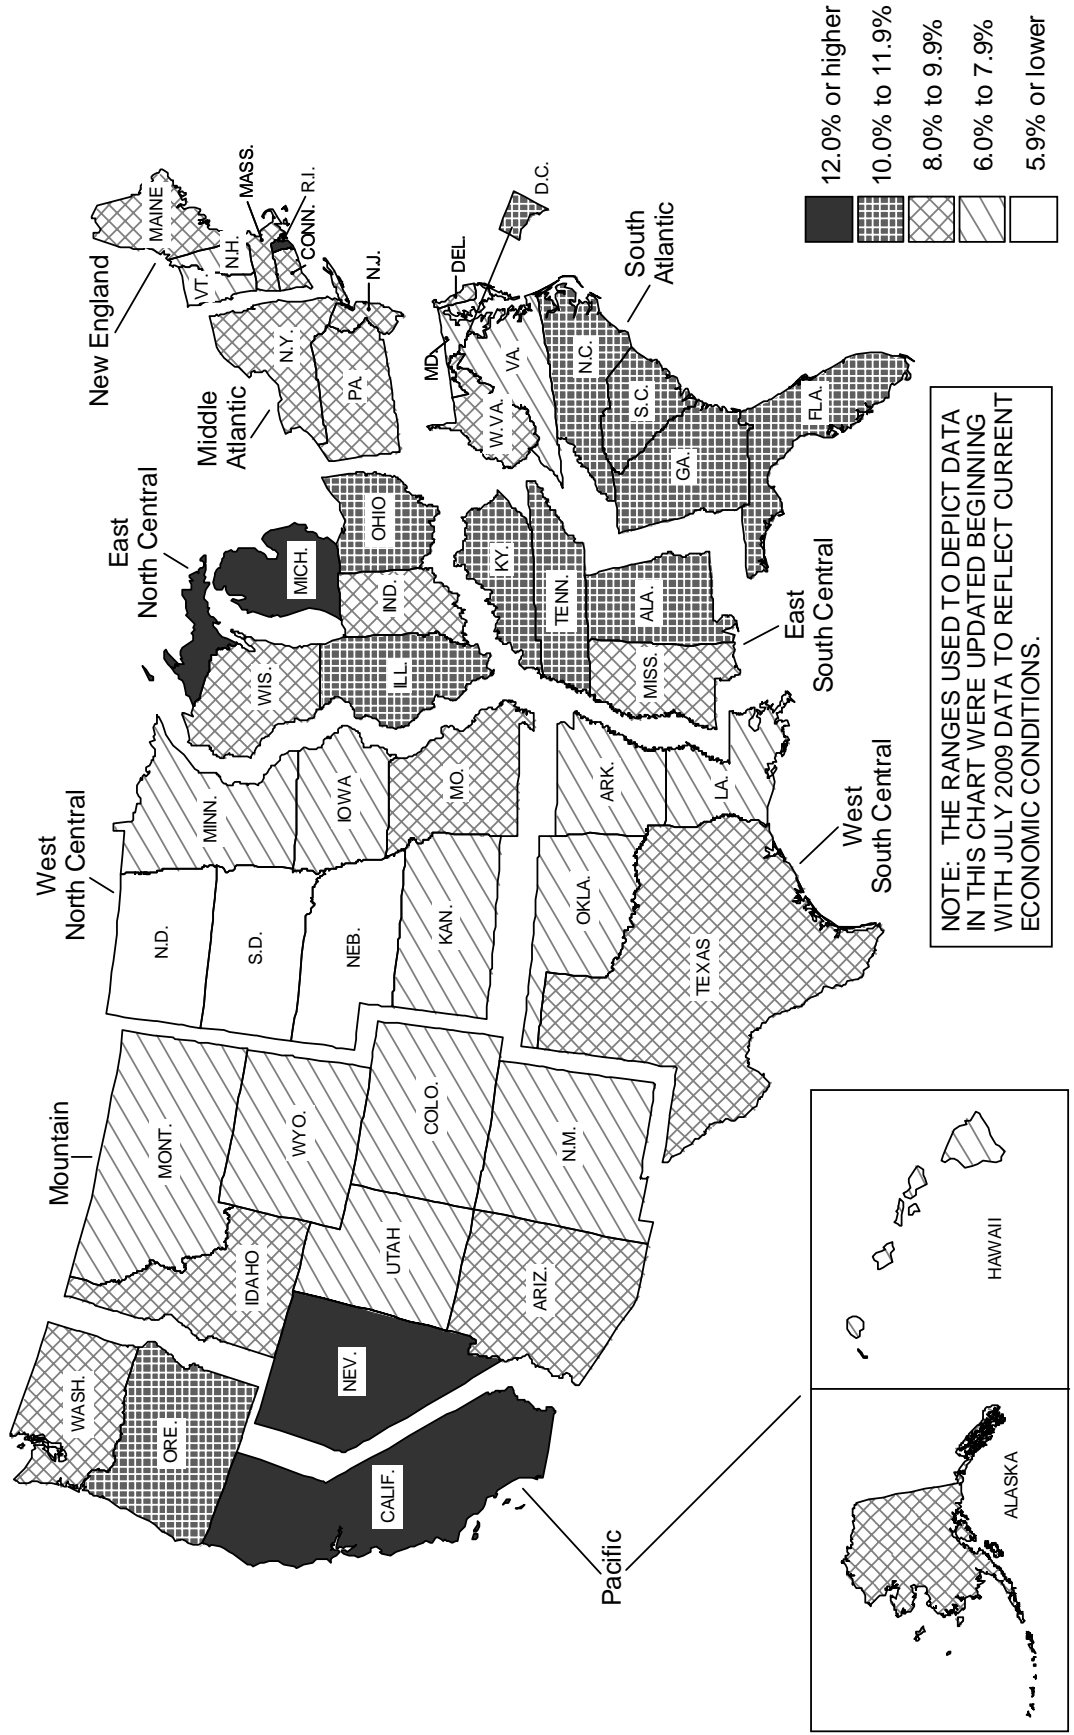 New England
Middle
Atlantic
East
North Central
West
North Central
Mountain
Pacific
West
South Central
East
South Central
South
Atlantic
MAINE
VT.
N.H.
MASS.
R.I.
CONN.
N.Y.
N.J.
PA.
MD.
DEL.
D.C.
VA.
W.VA.
N.C.
S.C.
GA.
FLA.
OHIO
MICH.
IND.
ILL.
WIS.
KY.
TENN.
ALA.
MISS.
MINN.
IOWA
MO.
N.D.
S.D.
NEB.
KAN.
ARK.
LA.
OKLA.
TEXAS
MONT.
WYO.
COLO.
N.M.
IDAHO
UTAH
ARIZ.
NEV.
WASH.
ORE.
CALIF.
ALASKA
HAWAII
12.0% or higher
10.0% to 11.9%
8.0% to 9.9%
6.0% to 7.9%
5.9% or lower
NOTE: THE RANGES USED TO DEPICT DATA
IN THIS CHART WERE UPDATED BEGINNING
WITH JULY 2009 DATA TO REFLECT CURRENT
ECONOMIC CONDITIONS.